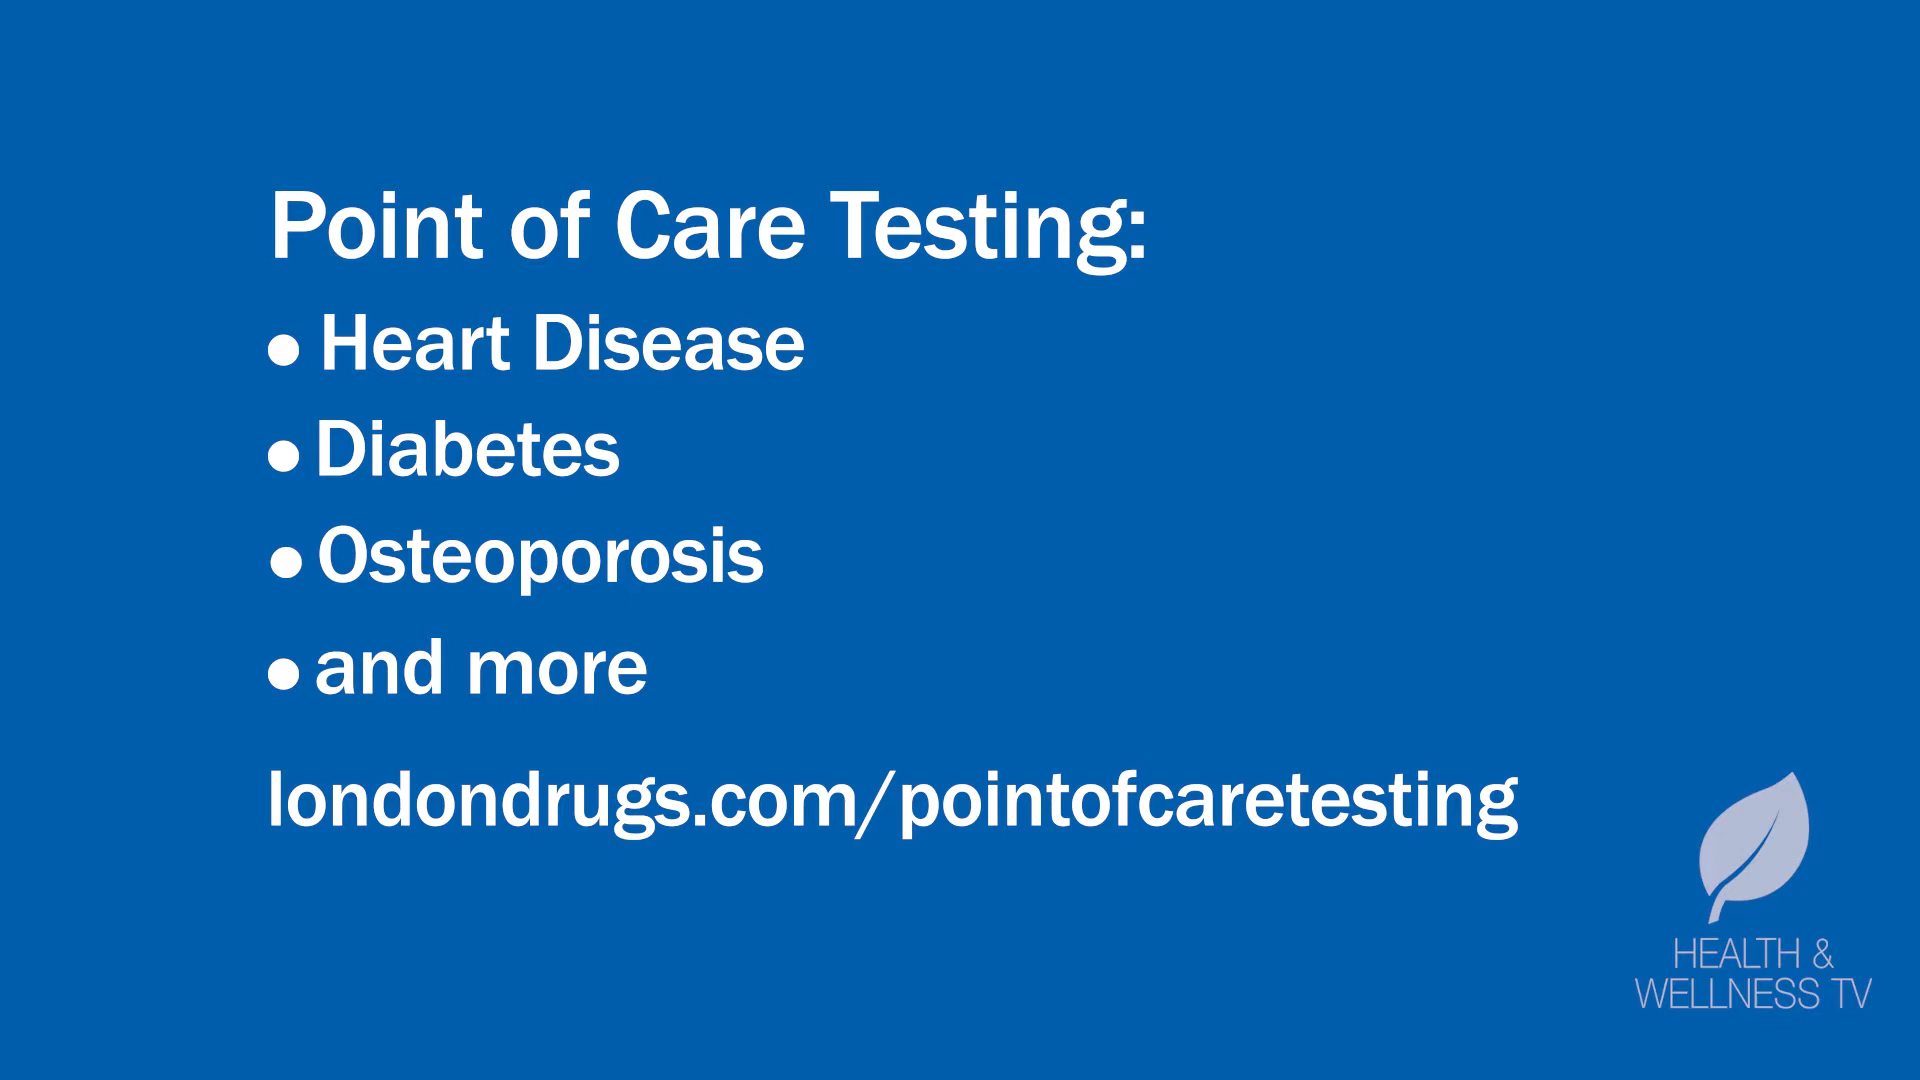 Point of Care Testing:
• Heart Disease
• Diabetes
• Osteoporosis
• and more
londondrugs.com/pointofcaretesting
HEALTH &
WELLNESS TV